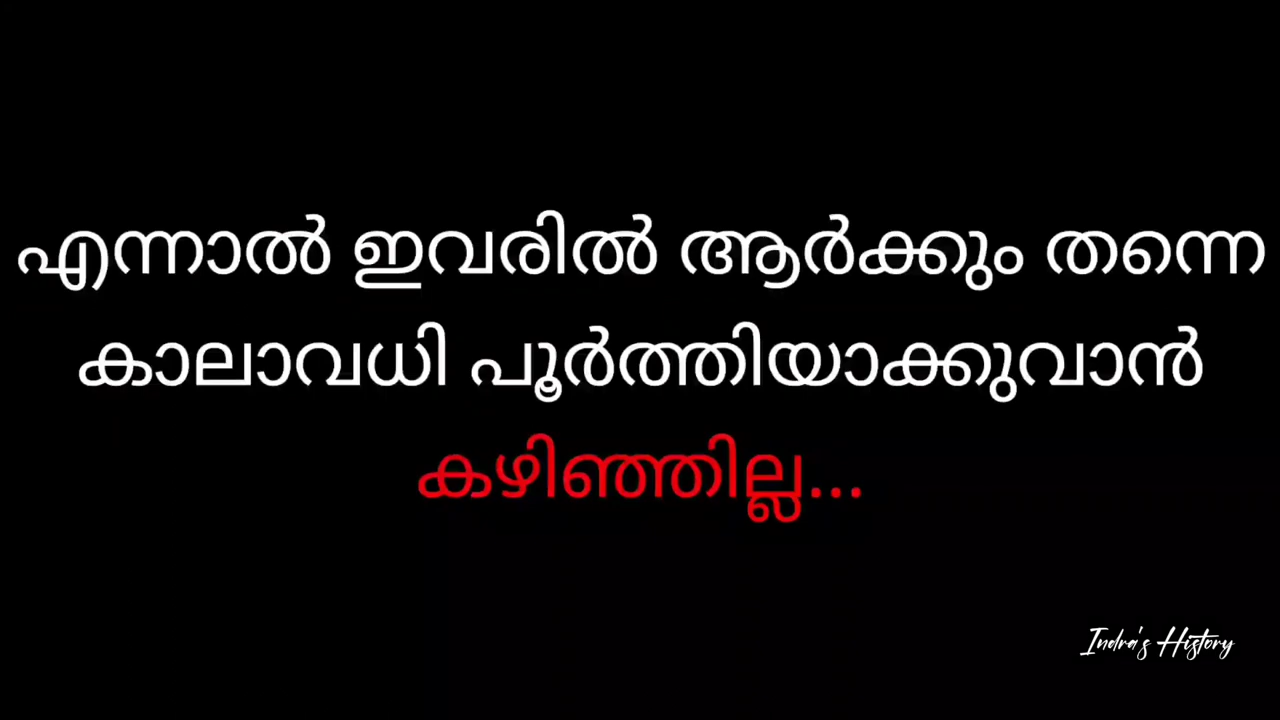 എന്നാൽ ഇവരിൽ ആർക്കും തന്നെ
കാലാവധി പൂർത്തിയാക്കുവാൻ
കഴിഞ്ഞില്ല...
Indra's History